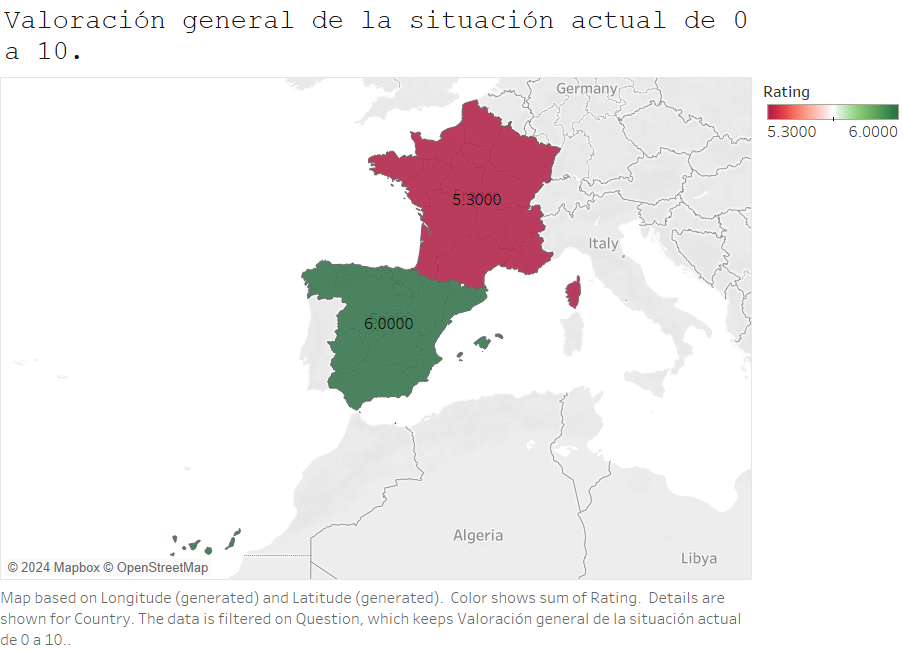 Valoración general de la situación actual de 0
a 10.
Germany
Rating
5.3000 6.0000
5.3000
Italy
6.0000
Algeria
Libya
© 2024 Mapbox © OpenStreetMap
Map based on Longitude (generated) and Latitude (generated).  Color shows sum of Rating.  Details are
shown for Country. The data is filtered on Question, which keeps Valoración general de la situación actual
de 0 a 10..